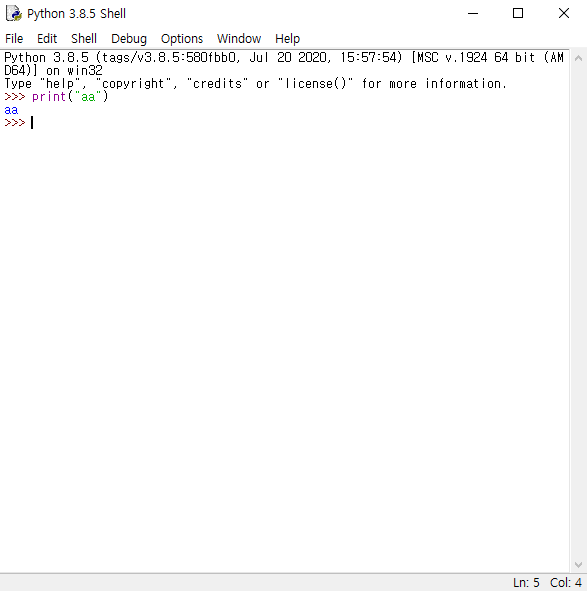 Python 3.8.5 Shell
File Edit Shell Debug Options Window Help
Python 3.8.5 (tags/v3.8.5:580fbb0, Jul 20 2020, 15:57:54) [MSC v.1924 64 bit (AM
D64)] on win32
Type "help", "copyright", "credits" or "license()" for more information.
>>> print("aa")
aa
>>>
Ln: 5 Col: 4